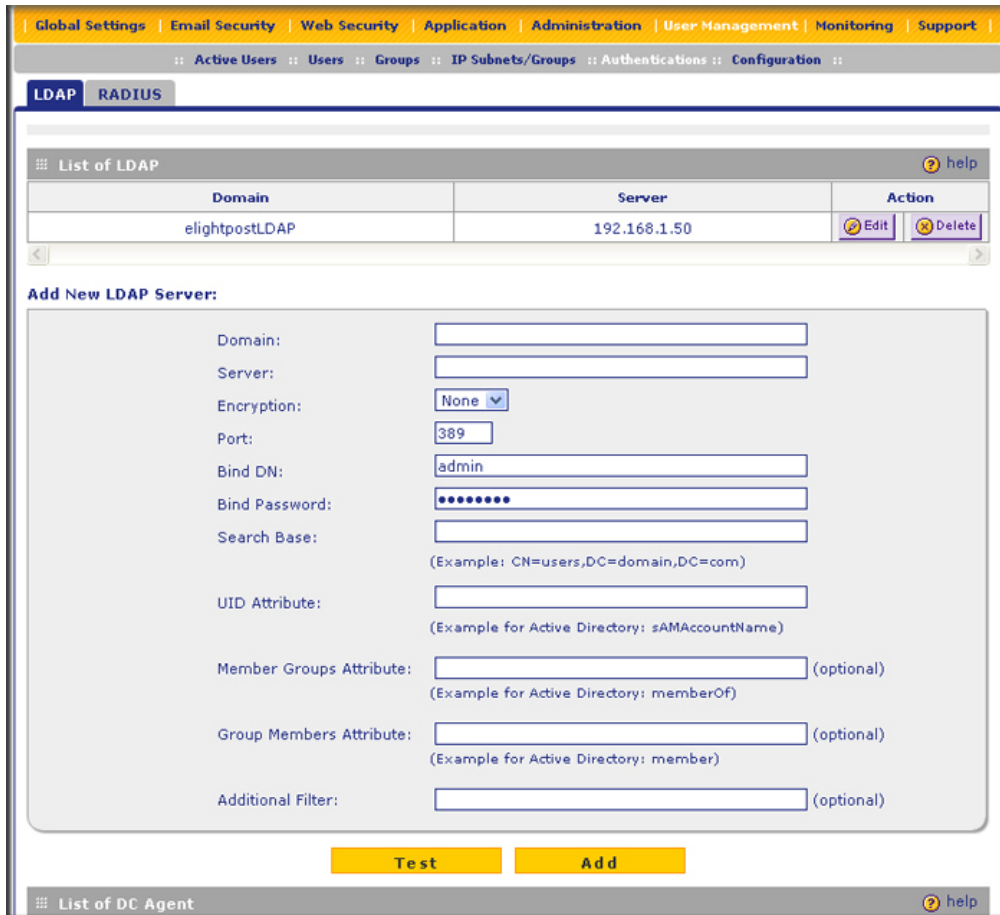 | Global Settings | Email Security | Web Security | Application | Administration | User Management | Monitoring | Support |
:: Active Users :: Users :: Groups :: IP Subnets/Groups :: Authentications :: Configuration ::
LDAP RADIUS
List of LDAP ? help
Domain Server Action
elightpostLDAP 192.168.1.50 Edit Delete
Add New LDAP Server:
Domain:
Server:
Encryption: None
Port: 389
Bind DN: admin
Bind Password: ••••••••
Search Base:
(Example: CN=users,DC=domain,DC=com)
UID Attribute:
(Example for Active Directory: sAMAccountName)
Member Groups Attribute: (optional)
(Example for Active Directory: memberOf)
Group Members Attribute: (optional)
(Example for Active Directory: member)
Additional Filter: (optional)
Test Add
List of DC Agent ? help